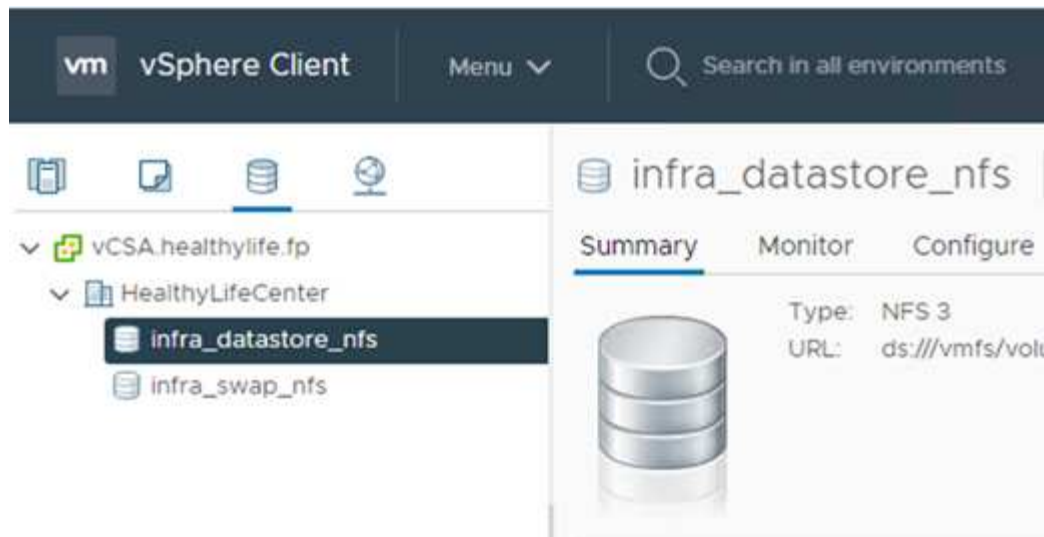 vm vSphere Client Menu Search in all environments
infra_datastore_nfs
vCSA.healthylife.fp
Summary Monitor Configure
HealthyLifeCenter
Type: NFS 3
infra_datastore_nfs
URL: ds:///vmfs/volu
infra_swap_nfs